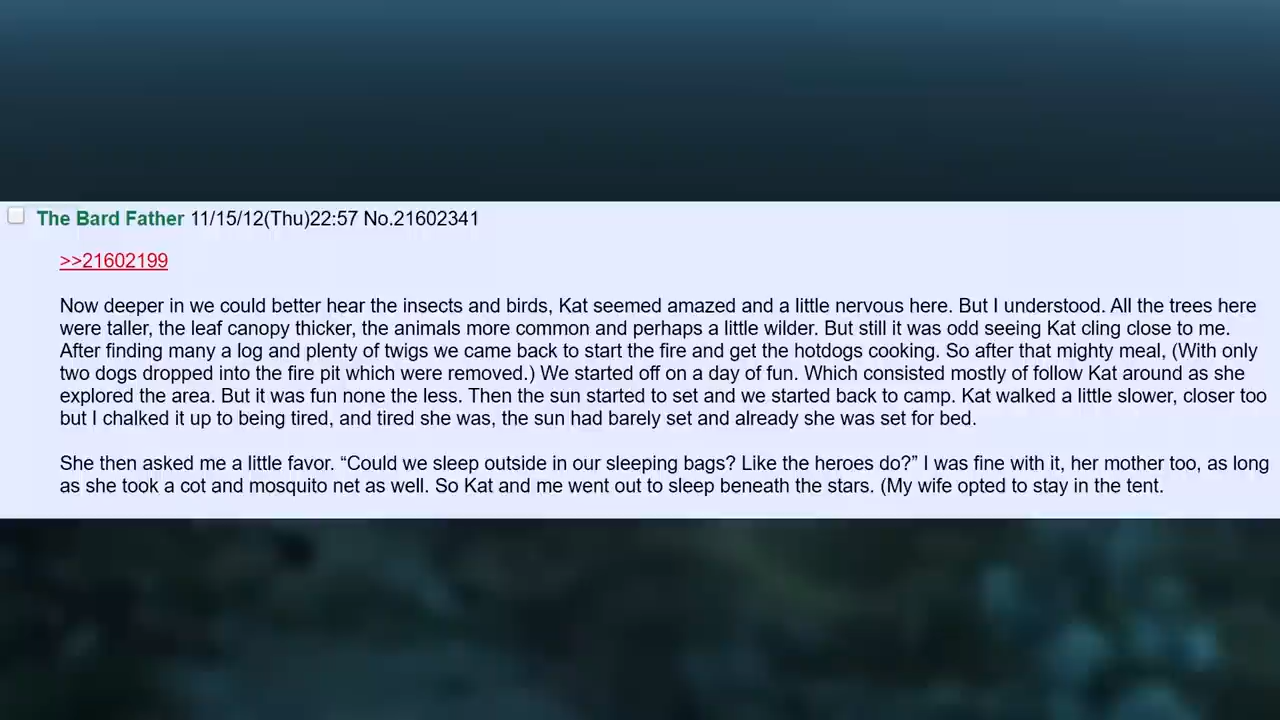 The Bard Father 11/15/12(Thu)22:57 No.21602341
>>21602199
Now deeper in we could better hear the insects and birds, Kat seemed amazed and a little nervous here. But I understood. All the trees here
were taller, the leaf canopy thicker, the animals more common and perhaps a little wilder. But still it was odd seeing Kat cling close to me.
After finding many a log and plenty of twigs we came back to start the fire and get the hotdogs cooking. So after that mighty meal, (With only
two dogs dropped into the fire pit which were removed.) We started off on a day of fun. Which consisted mostly of follow Kat around as she
explored the area. But it was fun none the less. Then the sun started to set and we started back to camp. Kat walked a little slower, closer too
but I chalked it up to being tired, and tired she was, the sun had barely set and already she was set for bed.
She then asked me a little favor. “Could we sleep outside in our sleeping bags? Like the heroes do?” I was fine with it, her mother too, as long
as she took a cot and mosquito net as well. So Kat and me went out to sleep beneath the stars. (My wife opted to stay in the tent.